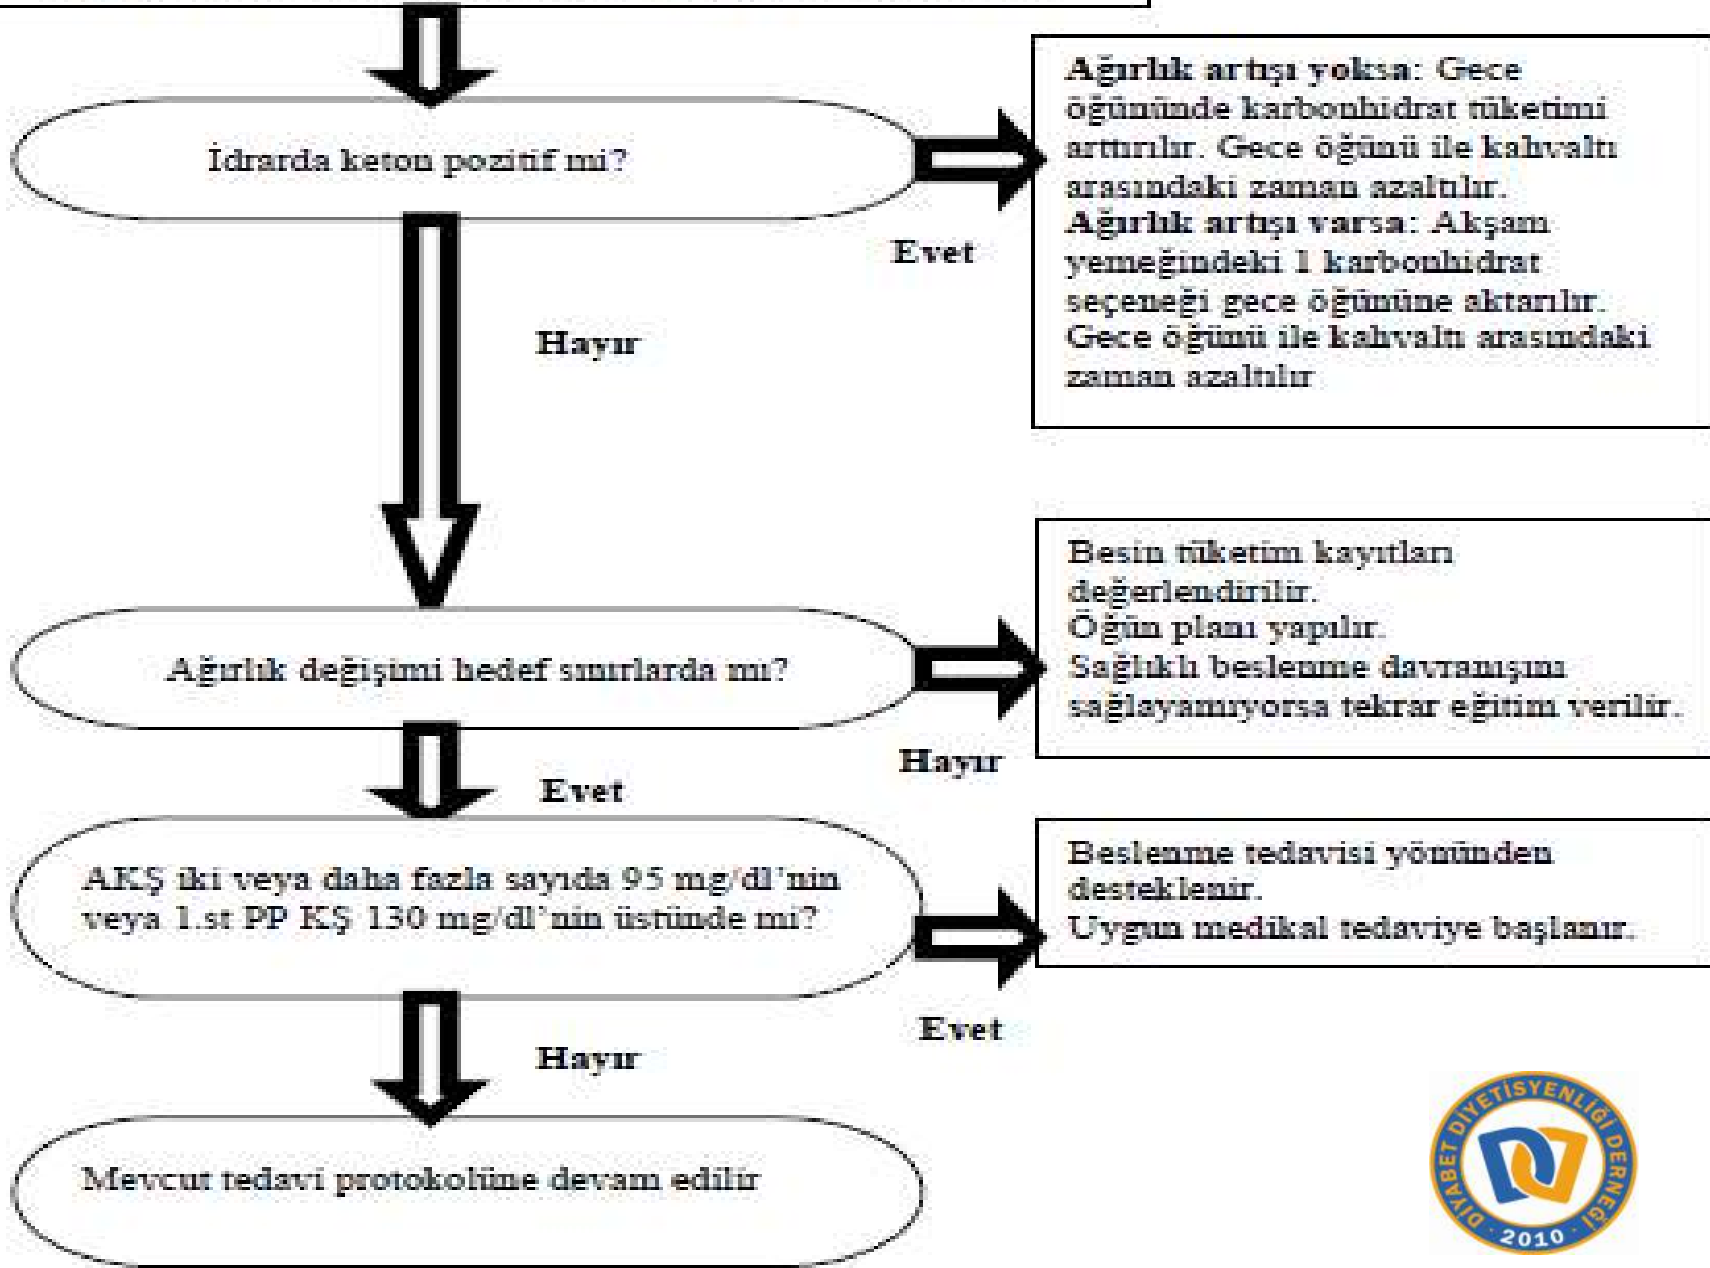 İdrarda keton pozitif mi?
Ağırlık artışı yoksa: Gece
öğününde karbonhidrat tüketimi
arttırılır. Gece öğünü ile kahvaltı
arasındaki zaman azaltılır.
Ağırlık artışı varsa: Akşam
yemeğindeki 1 karbonhidrat
seçeneği gece öğününe aktarılır.
Gece öğünü ile kahvaltı arasındaki
zaman azaltılır
Evet
Hayır
Ağırlık değişimi hedef sınırlarda mı?
Besin tüketim kayıtları
değerlendirilir.
Öğün planı yapılır.
Sağlıklı beslenme davranışını
sağlayamıyorsa tekrar eğitim verilir.
Hayır
Evet
AKŞ iki veya daha fazla sayıda 95 mg/dl'nin
veya 1.st PP KŞ 130 mg/dl'nin üstünde mi?
Beslenme tedavisi yönünden
desteklenir.
Uygun medikal tedaviye başlanır.
Evet
Hayır
Mevcut tedavi protokolüne devam edilir
DİYABET DİYETİSYENLİĞİ DERNEĞİ
2010